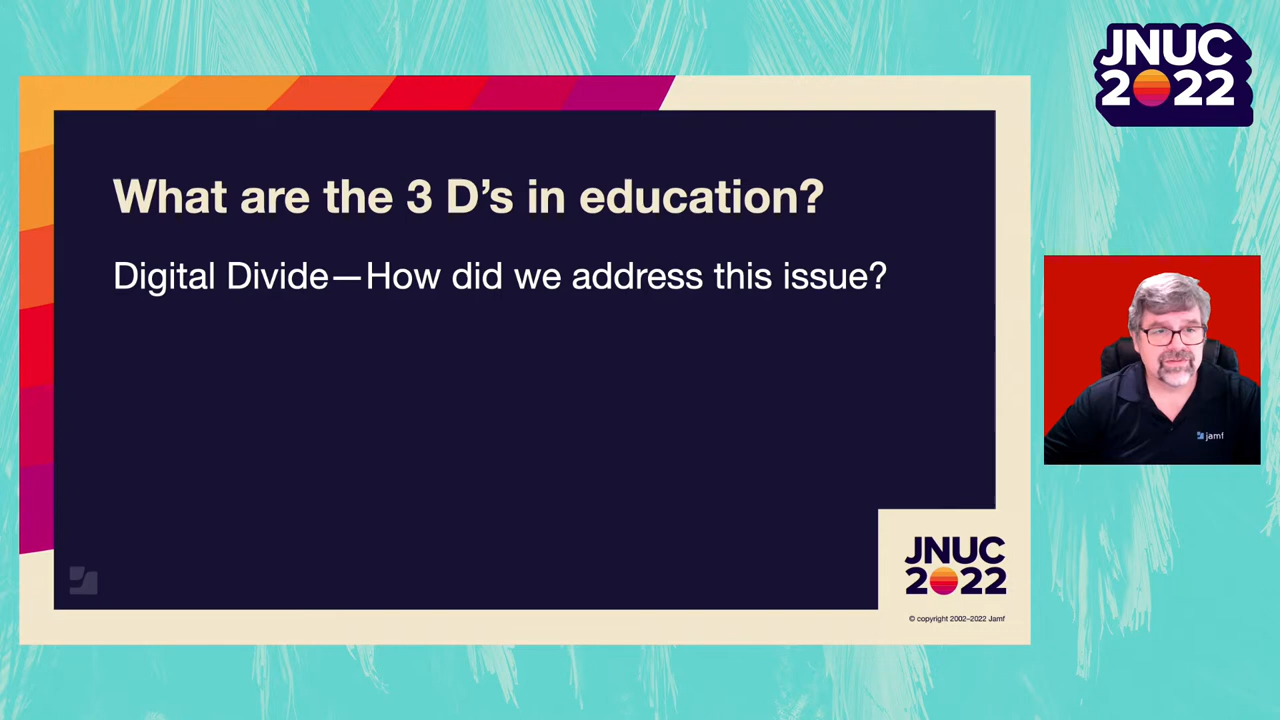 JNUC
2022
What are the 3 D's in education?
Digital Divide—How did we address this issue?
jamf
JNUC
2022
© copyright 2002–2022 Jamf